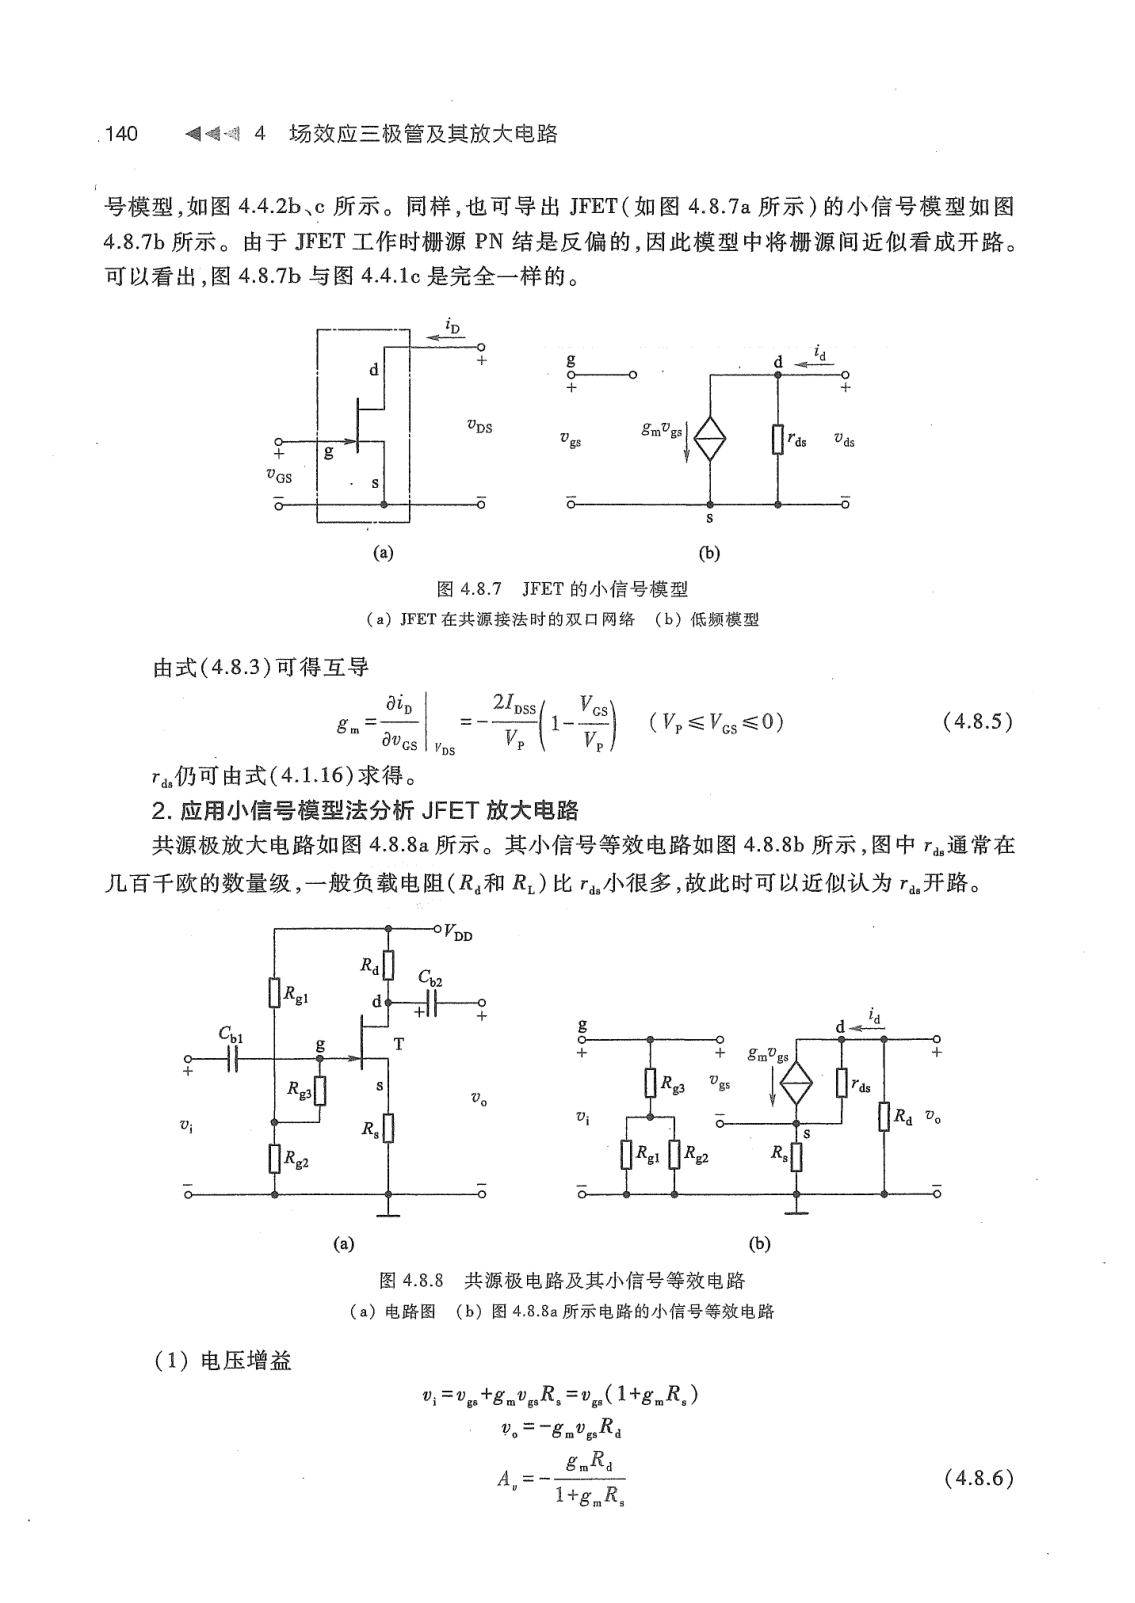 140 4 场效应三极管及其放大电路
号模型,如图 4.4.2b、c 所示。同样,也可导出 JFET(如图 4.8.7a 所示)的小信号模型如图
4.8.7b 所示。由于 JFET 工作时栅源 PN 结是反偏的,因此模型中将栅源间近似看成开路。
可以看出,图 4.8.7b 与图 4.4.1c 是完全一样的。
i_D
+
d
v_DS
+
g
v_GS
s
-
-
(a)
g
+
d
i_d
+
v_gs
g_m v_gs
r_ds
v_ds
-
-
s
(b)
图 4.8.7 JFET 的小信号模型
(a) JFET 在共源接法时的双口网络 (b) 低频模型
由式(4.8.3)可得互导
g_m = ∂i_D/∂v_GS |_{V_DS} = -2I_DSS/V_P (1 - V_GS/V_P) (V_P ≤ V_GS ≤ 0) (4.8.5)
r_ds仍可由式(4.1.16)求得。
2. 应用小信号模型法分析 JFET 放大电路
共源极放大电路如图 4.8.8a 所示。其小信号等效电路如图 4.8.8b 所示,图中 r_ds通常在
几百千欧的数量级,一般负载电阻(R_d和 R_L)比 r_ds小很多,故此时可以近似认为 r_ds开路。
V_DD
R_d
C_b2
R_g1
d
+
+
C_b1
g
T
+
R_g3
s
v_o
v_i
R_s
R_g2
-
-
(a)
g
+
+
d
i_d
+
g_m v_gs
R_g3
v_gs
r_ds
v_i
-
R_d
v_o
s
R_g1
R_g2
R_s
-
-
(b)
图 4.8.8 共源极电路及其小信号等效电路
(a) 电路图 (b) 图 4.8.8a 所示电路的小信号等效电路
(1) 电压增益
v_i = v_gs + g_m v_gs R_s = v_gs(1+g_m R_s)
v_o = -g_m v_gs R_d
A_v = - g_m R_d / (1+g_m R_s) (4.8.6)